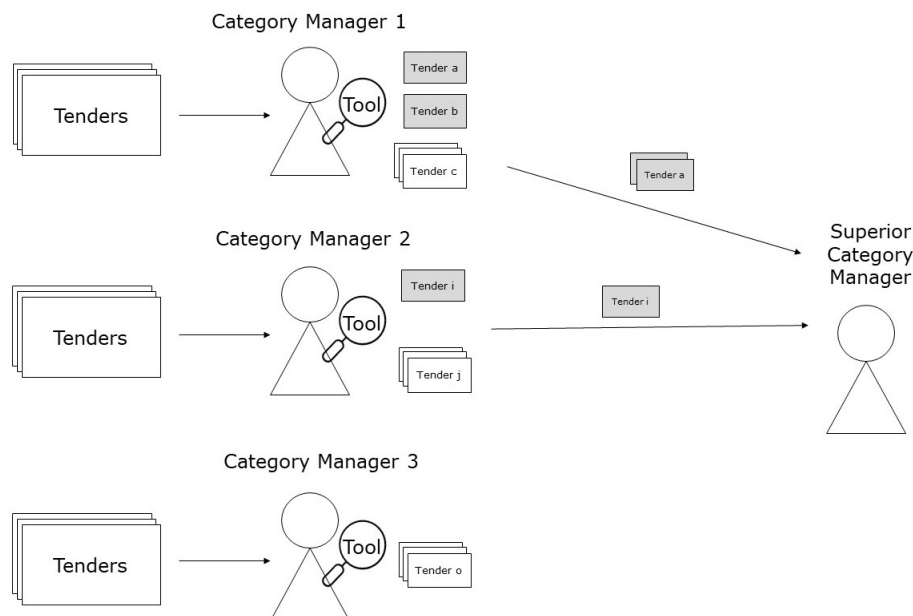 Category Manager 1
Tenders
Tool
Tender a
Tender b
Tender c
Tender a
Category Manager 2
Tenders
Tool
Tender i
Tender j
Tender i
Superior
Category
Manager
Category Manager 3
Tenders
Tool
Tender o